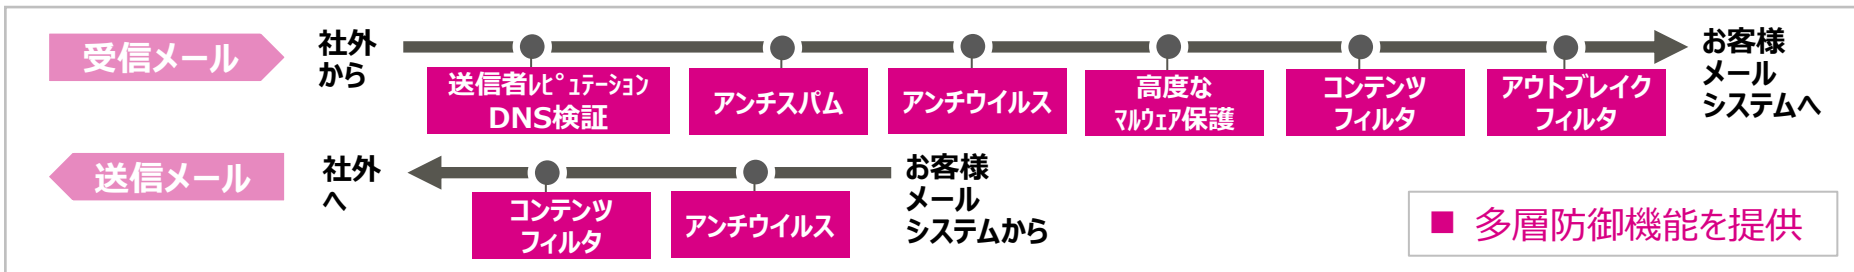 受信メール
社外
から
送信者ﾚﾋﾟｭﾃｰｼｮﾝ
DNS検証
アンチスパム
アンチウイルス
高度な
ﾏﾙｳｪｱ保護
コンテンツ
フィルタ
アウトブレイク
フィルタ
お客様
メール
システムへ
送信メール
社外
へ
コンテンツ
フィルタ
アンチウイルス
お客様
メール
システムから
■ 多層防御機能を提供